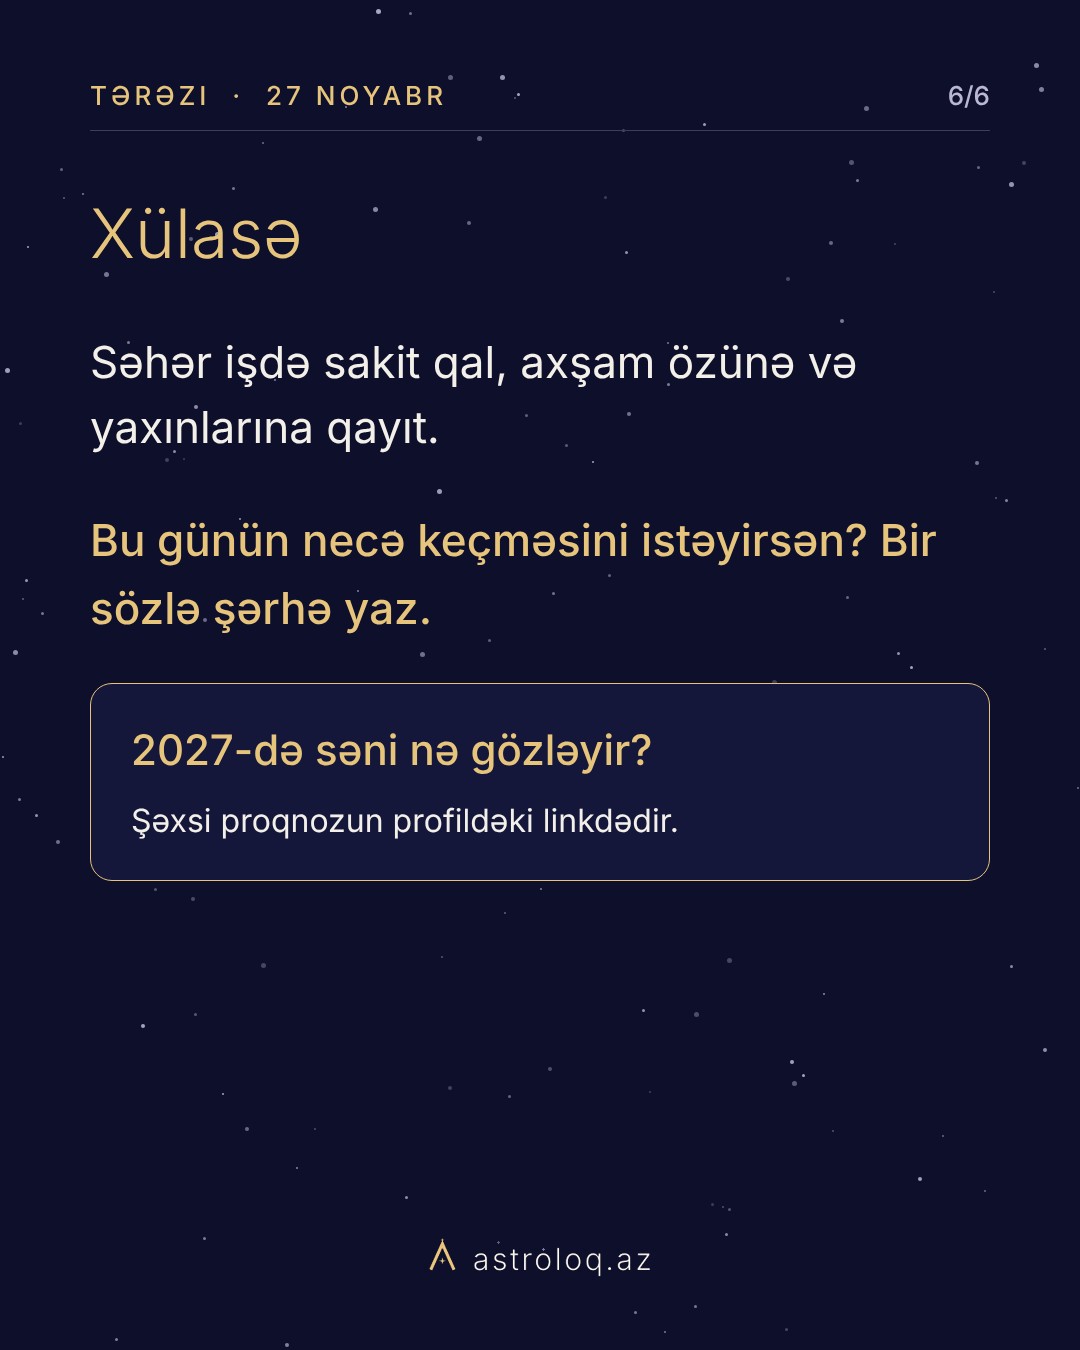 TƏRƏZİ · 27 NOYABR
6/6
Xülasə
Səhər işdə sakit qal, axşam özünə və
yaxınlarına qayıt.
Bu günün necə keçməsini istəyirsən? Bir
sözlə şərhə yaz.
2027-də səni nə gözləyir?
Şəxsi proqnozun profildəki linkdədir.
astroloq.az